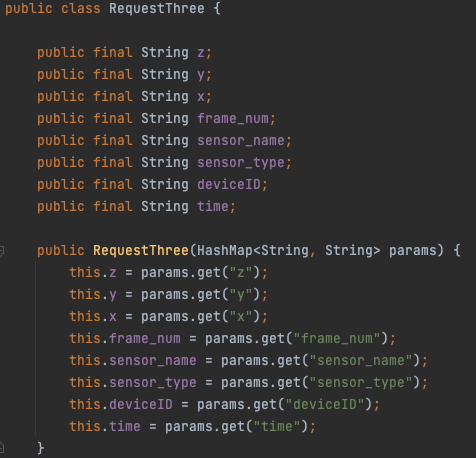 public class RequestThree {
public final String z;
public final String y;
public final String x;
public final String frame_num;
public final String sensor_name;
public final String sensor_type;
public final String deviceID;
public final String time;
public RequestThree(HashMap<String, String> params) {
this.z = params.get("z");
this.y = params.get("y");
this.x = params.get("x");
this.frame_num = params.get("frame_num");
this.sensor_name = params.get("sensor_name");
this.sensor_type = params.get("sensor_type");
this.deviceID = params.get("deviceID");
this.time = params.get("time");
}